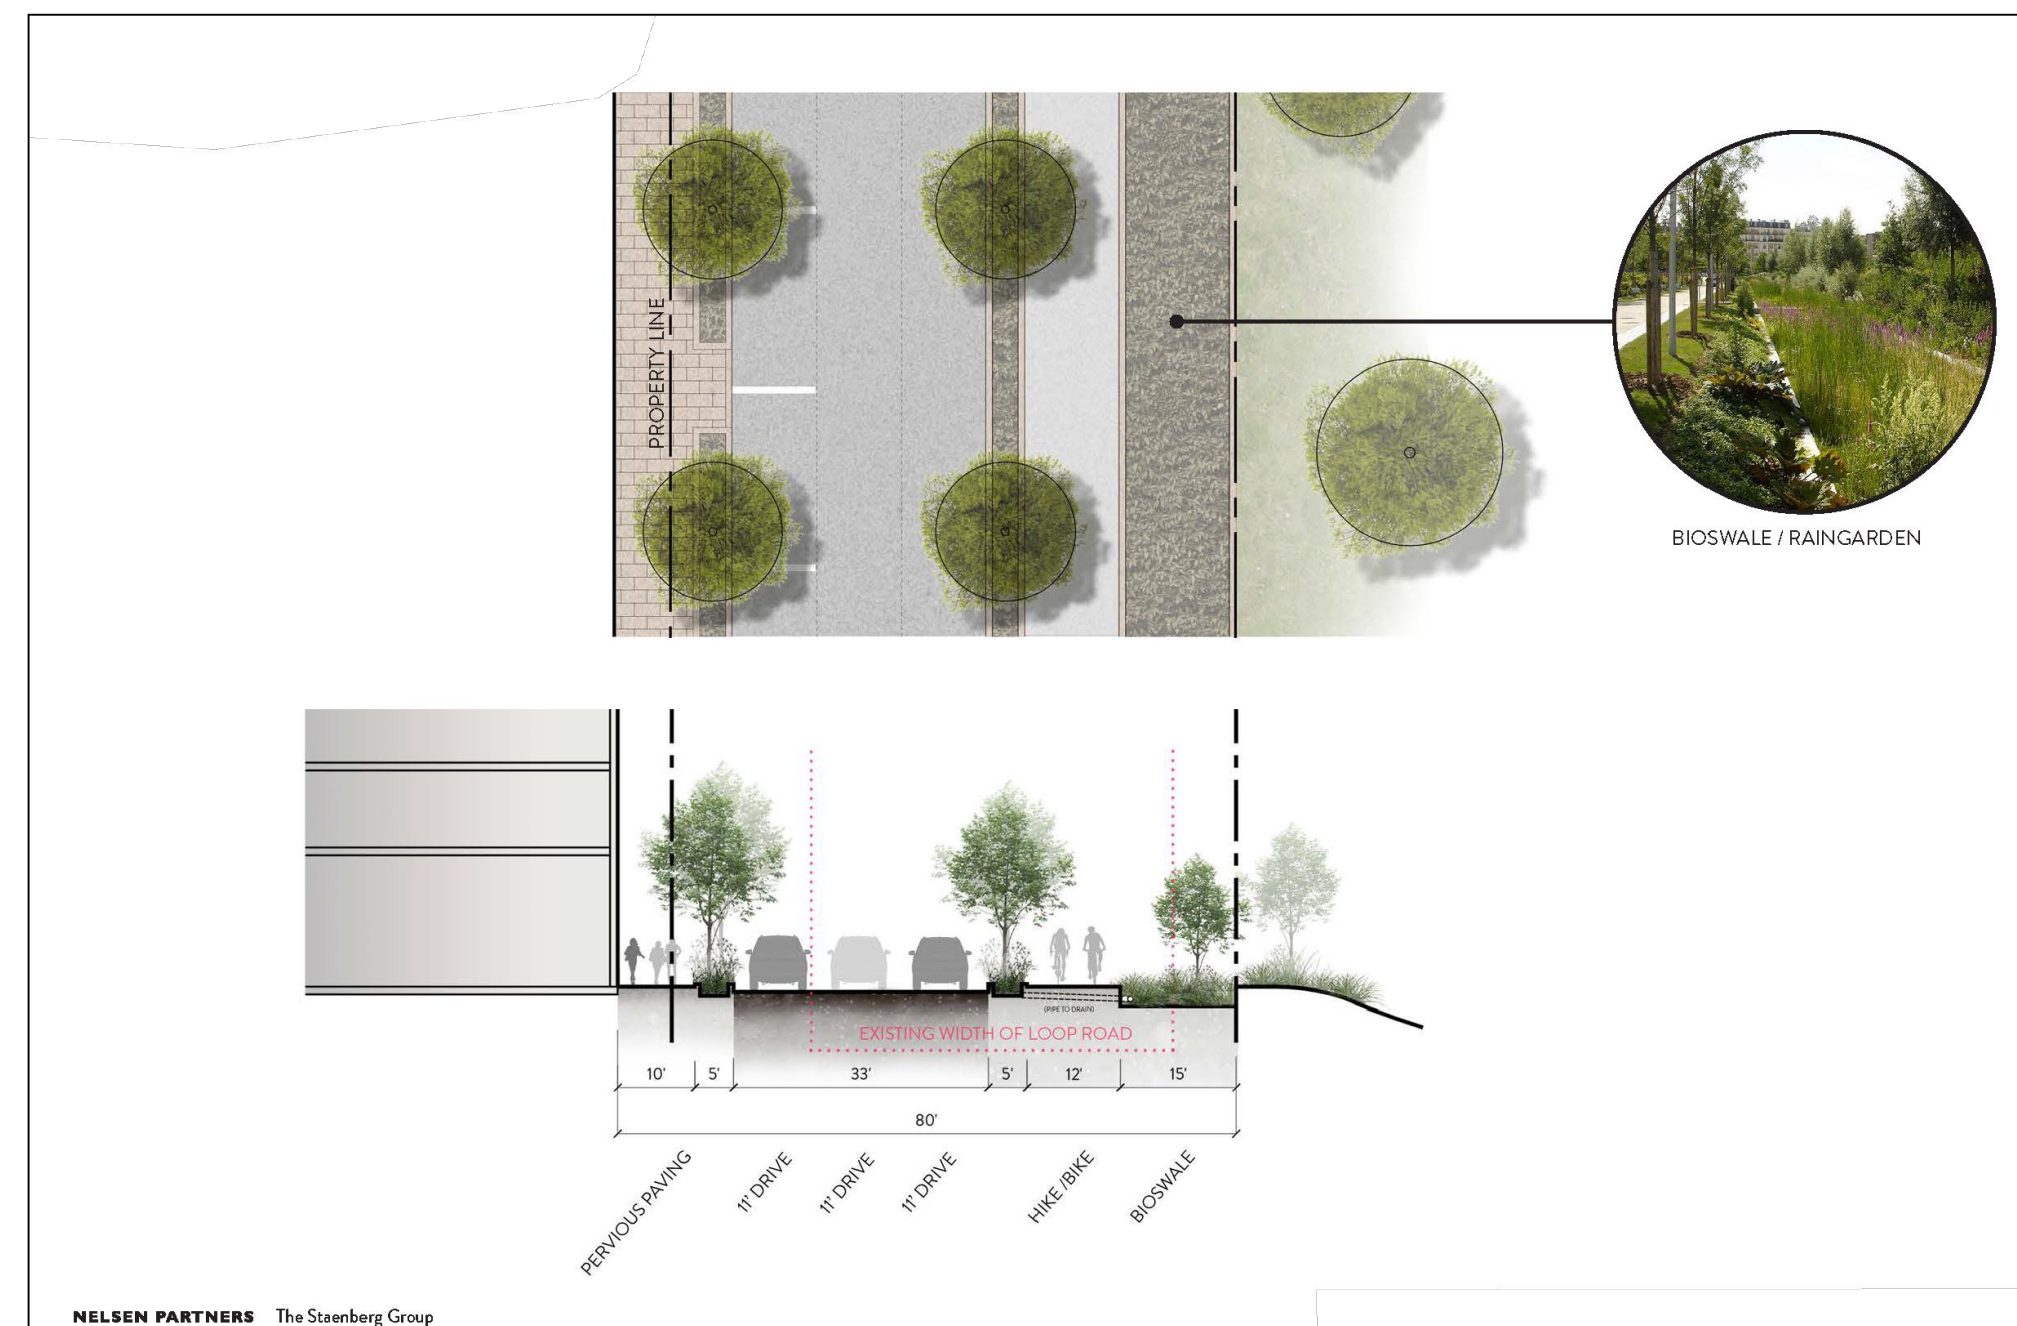 PROPERTY LINE
BIOSWALE / RAINGARDEN
(PIPE TO DRAIN)
EXISTING WIDTH OF LOOP ROAD
10' 5' 33' 5' 12' 15'
80'
PERVIOUS PAVING
11' DRIVE
11' DRIVE
11' DRIVE
HIKE /BIKE
BIOSWALE
NELSEN PARTNERS The Staenberg Group